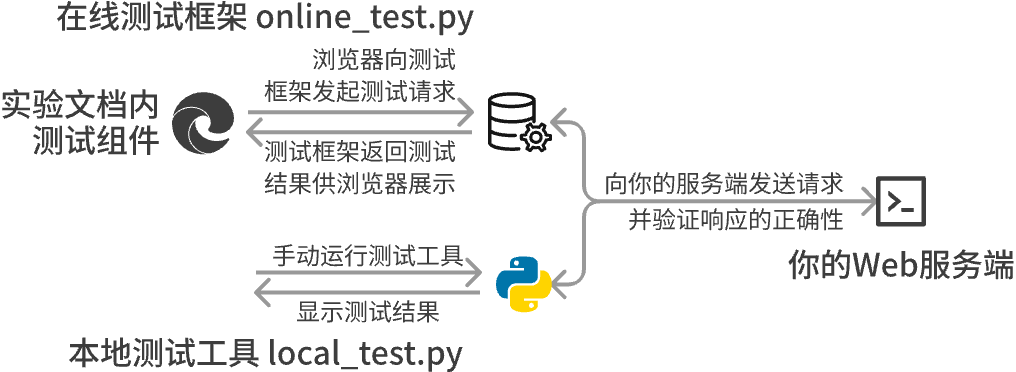 在线测试框架 online_test.py
浏览器向测试
框架发起测试请求
实验文档内
测试组件
测试框架返回测试
结果供浏览器展示
向你的服务端发送请求
并验证响应的正确性
你的Web服务端
手动运行测试工具
显示测试结果
本地测试工具 local_test.py